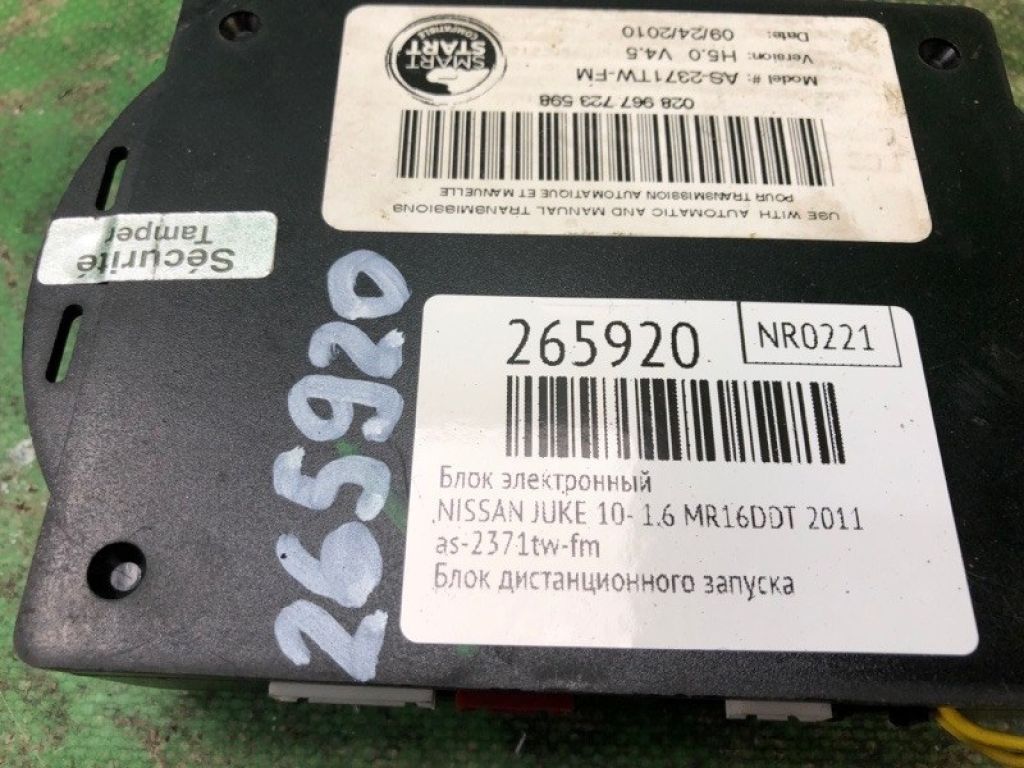 SMART START
COMPATIBLE
Date: 09/24/2010
Version: H5.0 V4.5
Model #: AS-2371TW-FM
028 967 723 598
POUR TRANSMISSION AUTOMATIQUE ET MANUELLE
USE WITH AUTOMATIC AND MANUAL TRANSMISSIONS
Sécurité
Tamper
265920
265920
NR0221
Блок электронный
NISSAN JUKE 10- 1.6 MR16DDT 2011
as-2371tw-fm
Блок дистанционного запуска